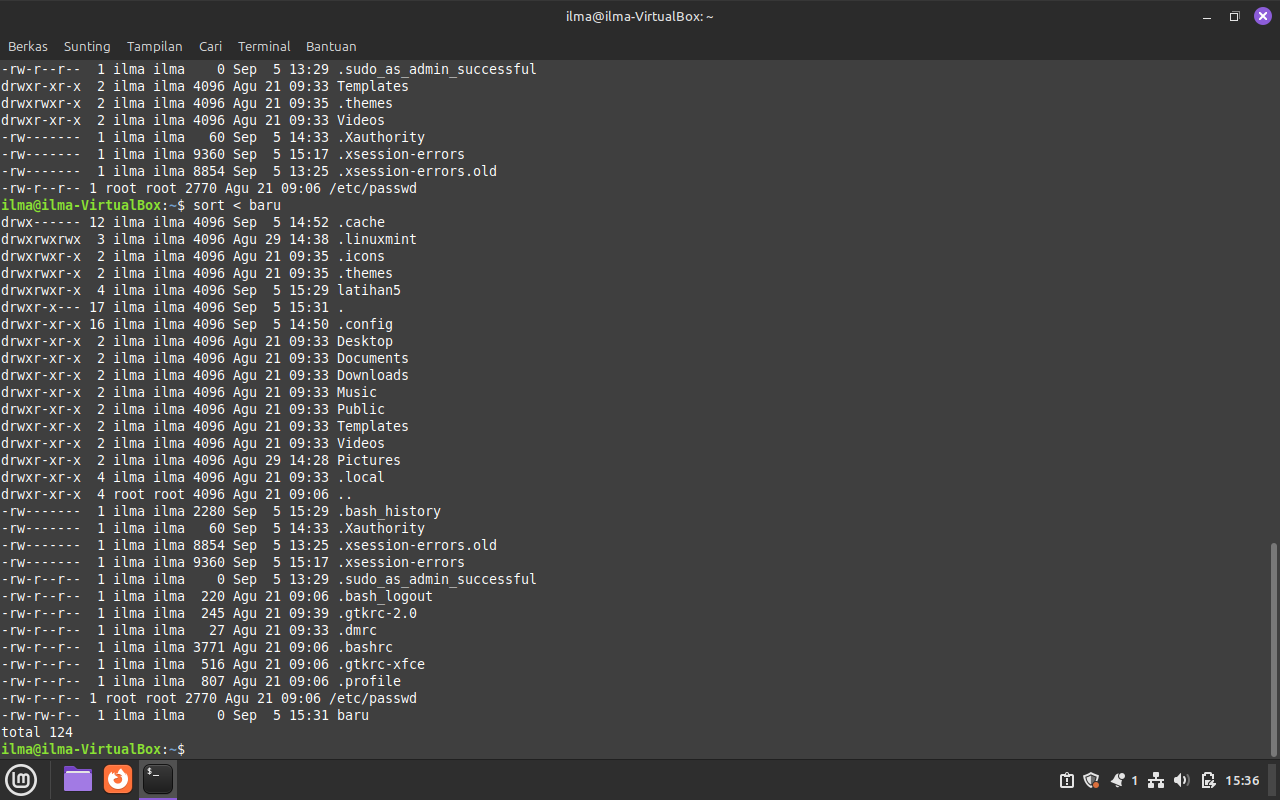 ilma@ilma-VirtualBox: ~
Berkas Sunting Tampilan Cari Terminal Bantuan
-rw-r--r--  1 ilma ilma    0 Sep  5 13:29 .sudo_as_admin_successful
drwxr-xr-x  2 ilma ilma 4096 Agu 21 09:33 Templates
drwxrwxr-x  2 ilma ilma 4096 Agu 21 09:35 .themes
drwxr-xr-x  2 ilma ilma 4096 Agu 21 09:33 Videos
-rw-------  1 ilma ilma   60 Sep  5 14:33 .Xauthority
-rw-------  1 ilma ilma 9360 Sep  5 15:17 .xsession-errors
-rw-------  1 ilma ilma 8854 Sep  5 13:25 .xsession-errors.old
-rw-r--r-- 1 root root 2770 Agu 21 09:06 /etc/passwd
ilma@ilma-VirtualBox:~$ sort < baru
drwx------ 12 ilma ilma 4096 Sep  5 14:52 .cache
drwxrwxrwx  3 ilma ilma 4096 Agu 29 14:38 .linuxmint
drwxrwxr-x  2 ilma ilma 4096 Agu 21 09:35 .icons
drwxrwxr-x  2 ilma ilma 4096 Agu 21 09:35 .themes
drwxrwxr-x  4 ilma ilma 4096 Sep  5 15:29 latihan5
drwxr-x--- 17 ilma ilma 4096 Sep  5 15:31 .
drwxr-xr-x 16 ilma ilma 4096 Sep  5 14:50 .config
drwxr-xr-x  2 ilma ilma 4096 Agu 21 09:33 Desktop
drwxr-xr-x  2 ilma ilma 4096 Agu 21 09:33 Documents
drwxr-xr-x  2 ilma ilma 4096 Agu 21 09:33 Downloads
drwxr-xr-x  2 ilma ilma 4096 Agu 21 09:33 Music
drwxr-xr-x  2 ilma ilma 4096 Agu 21 09:33 Public
drwxr-xr-x  2 ilma ilma 4096 Agu 21 09:33 Templates
drwxr-xr-x  2 ilma ilma 4096 Agu 21 09:33 Videos
drwxr-xr-x  2 ilma ilma 4096 Agu 29 14:28 Pictures
drwxr-xr-x  4 ilma ilma 4096 Agu 21 09:33 .local
drwxr-xr-x  4 root root 4096 Agu 21 09:06 ..
-rw-------  1 ilma ilma 2280 Sep  5 15:29 .bash_history
-rw-------  1 ilma ilma   60 Sep  5 14:33 .Xauthority
-rw-------  1 ilma ilma 8854 Sep  5 13:25 .xsession-errors.old
-rw-------  1 ilma ilma 9360 Sep  5 15:17 .xsession-errors
-rw-r--r--  1 ilma ilma    0 Sep  5 13:29 .sudo_as_admin_successful
-rw-r--r--  1 ilma ilma  220 Agu 21 09:06 .bash_logout
-rw-r--r--  1 ilma ilma  245 Agu 21 09:39 .gtkrc-2.0
-rw-r--r--  1 ilma ilma   27 Agu 21 09:33 .dmrc
-rw-r--r--  1 ilma ilma 3771 Agu 21 09:06 .bashrc
-rw-r--r--  1 ilma ilma  516 Agu 21 09:06 .gtkrc-xfce
-rw-r--r--  1 ilma ilma  807 Agu 21 09:06 .profile
-rw-r--r-- 1 root root 2770 Agu 21 09:06 /etc/passwd
-rw-rw-r--  1 ilma ilma    0 Sep  5 15:31 baru
total 124
ilma@ilma-VirtualBox:~$
1 15:36